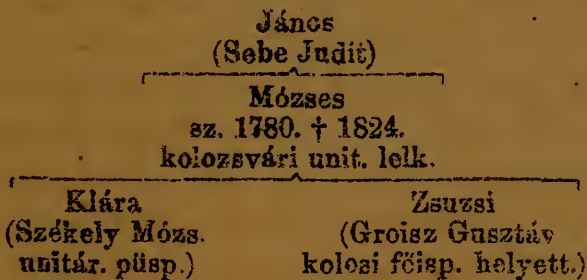 János
(Sebe Judit)
Mózses
sz. 1780. † 1824.
kolozsvári unit. lelk.
Klára
(Székely Mózs.
unitár. püsp.)
Zsuzsi
(Groisz Gusztáv
kolosi főisp. helyett.)